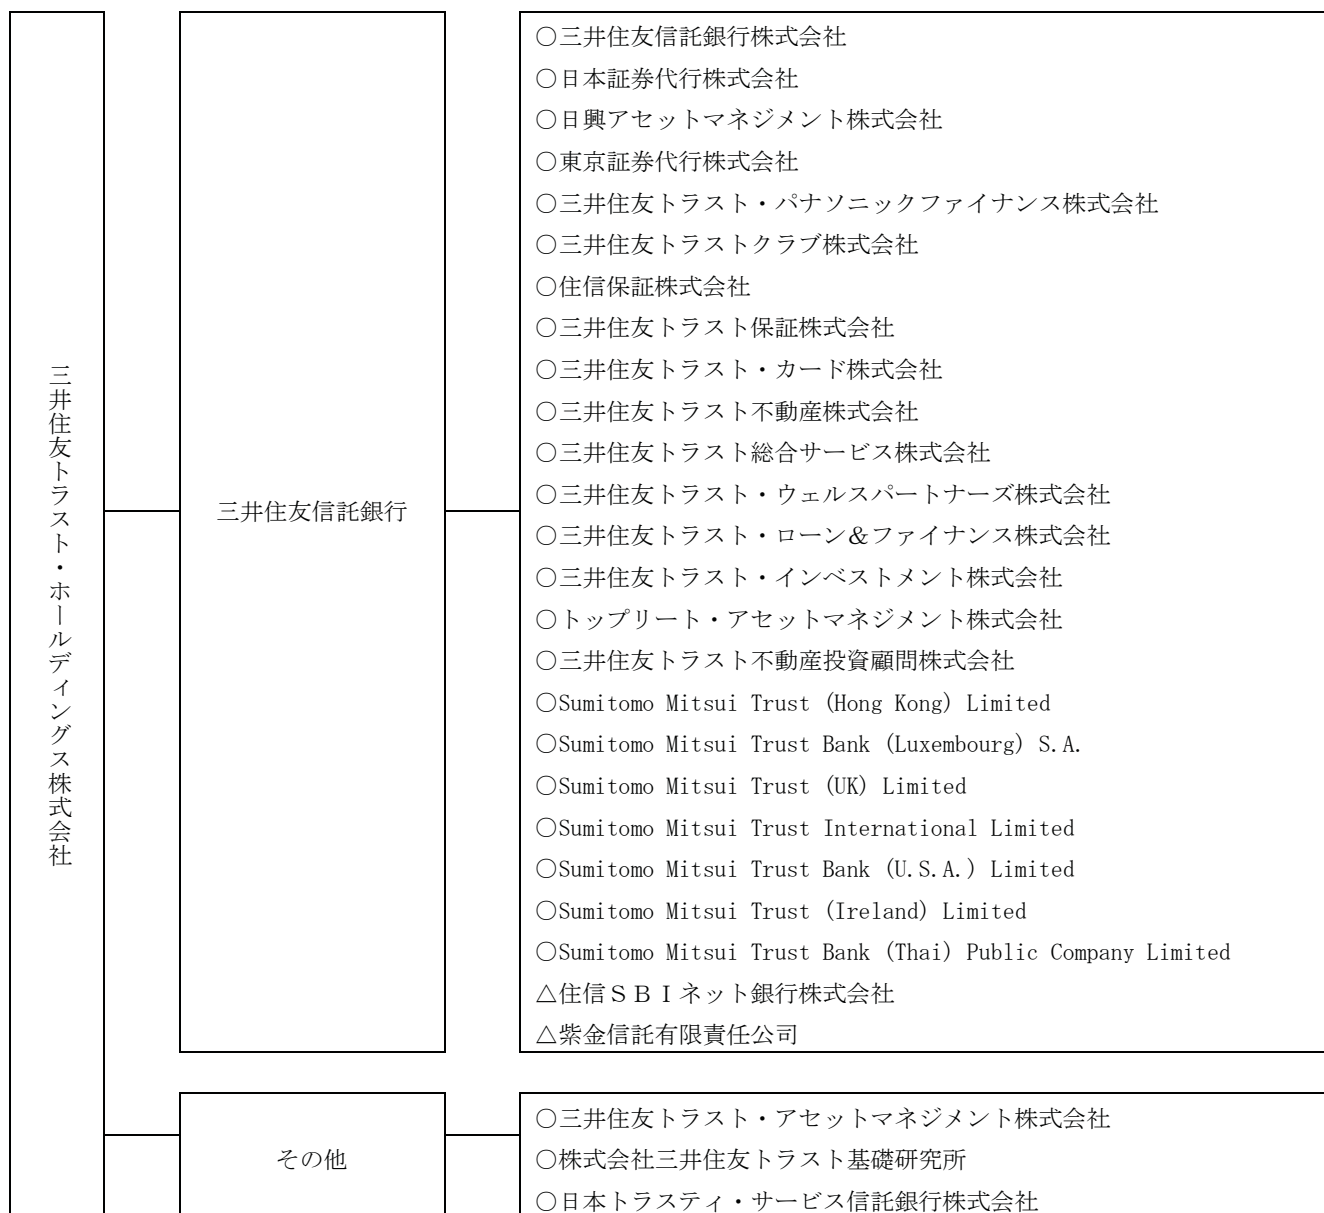 三井住友トラスト・ホールディングス株式会社
三井住友信託銀行
○三井住友信託銀行株式会社
○日本証券代行株式会社
○日興アセットマネジメント株式会社
○東京証券代行株式会社
○三井住友トラスト・パナソニックファイナンス株式会社
○三井住友トラストクラブ株式会社
○住信保証株式会社
○三井住友トラスト保証株式会社
○三井住友トラスト・カード株式会社
○三井住友トラスト不動産株式会社
○三井住友トラスト総合サービス株式会社
○三井住友トラスト・ウェルスパートナーズ株式会社
○三井住友トラスト・ローン＆ファイナンス株式会社
○三井住友トラスト・インベストメント株式会社
○トップリート・アセットマネジメント株式会社
○三井住友トラスト不動産投資顧問株式会社
○Sumitomo Mitsui Trust (Hong Kong) Limited
○Sumitomo Mitsui Trust Bank (Luxembourg) S.A.
○Sumitomo Mitsui Trust (UK) Limited
○Sumitomo Mitsui Trust International Limited
○Sumitomo Mitsui Trust Bank (U.S.A.) Limited
○Sumitomo Mitsui Trust (Ireland) Limited
○Sumitomo Mitsui Trust Bank (Thai) Public Company Limited
△住信ＳＢＩネット銀行株式会社
△紫金信託有限責任公司
その他
○三井住友トラスト・アセットマネジメント株式会社
○株式会社三井住友トラスト基礎研究所
○日本トラスティ・サービス信託銀行株式会社